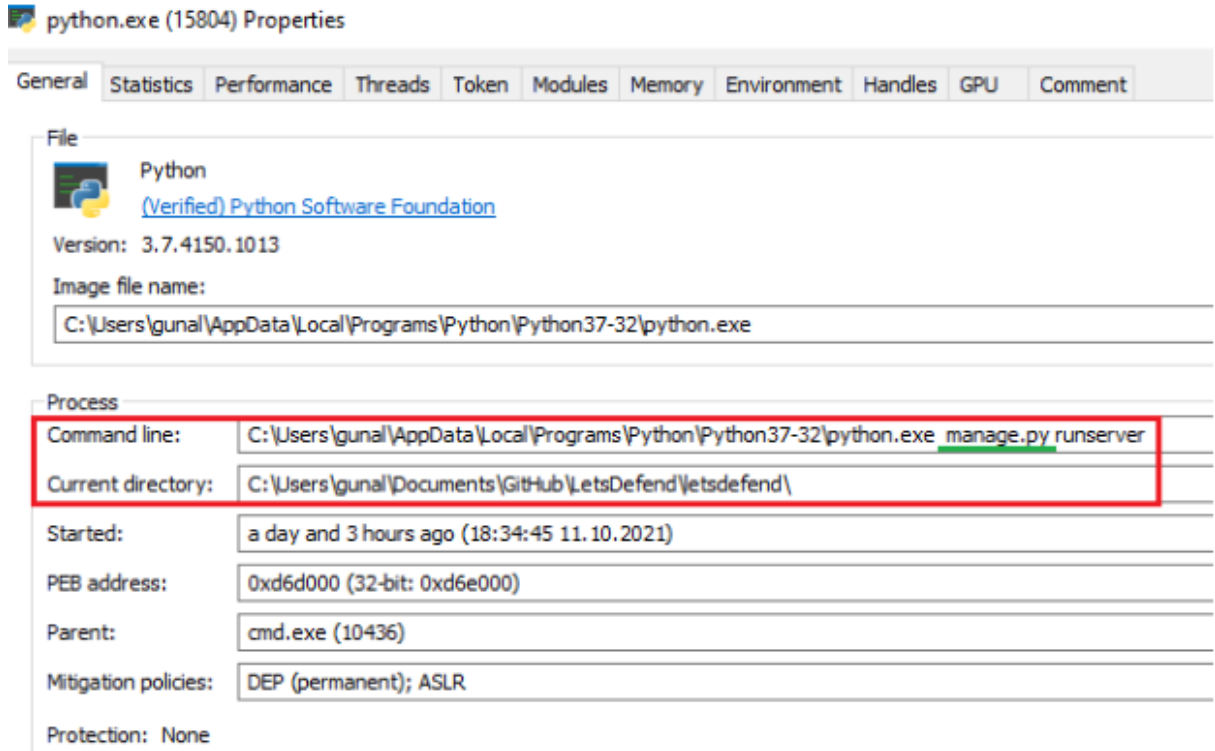 python.exe (15804) Properties
General Statistics Performance Threads Token Modules Memory Environment Handles GPU Comment
File
Python
(Verified) Python Software Foundation
Version: 3.7.4150.1013
Image file name:
C:\Users\gunal\AppData\Local\Programs\Python\Python37-32\python.exe
Process
Command line: C:\Users\gunal\AppData\Local\Programs\Python\Python37-32\python.exe manage.py runserver
Current directory: C:\Users\gunal\Documents\GitHub\LetsDefend\letsdefend\
Started: a day and 3 hours ago (18:34:45 11.10.2021)
PEB address: 0xd6d000 (32-bit: 0xd6e000)
Parent: cmd.exe (10436)
Mitigation policies: DEP (permanent); ASLR
Protection: None